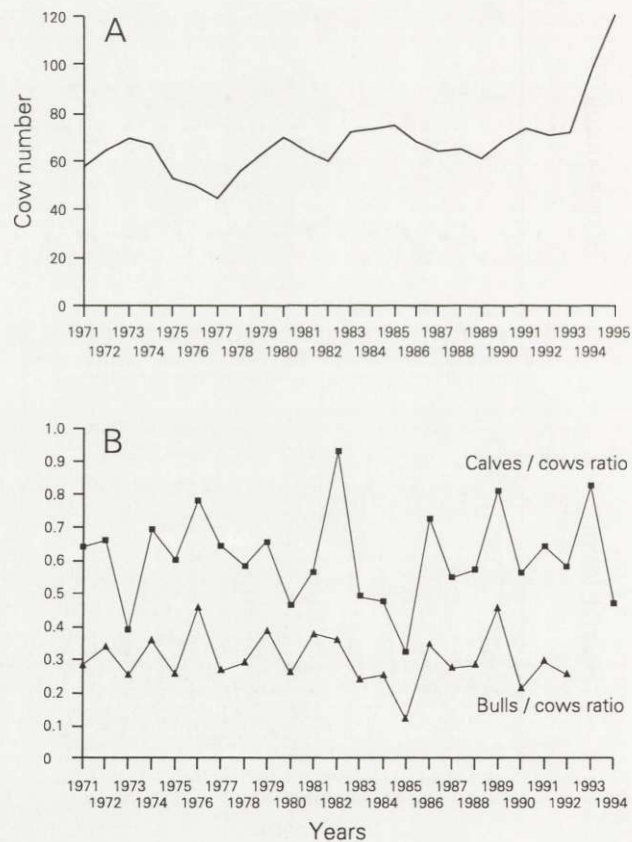 A
Cow number
120
100
80
60
40
20
0
1971 1973 1975 1977 1979 1981 1983 1985 1987 1989 1991 1993 1995
1972 1974 1976 1978 1980 1982 1984 1986 1988 1990 1992 1994
B
1.0
0.9
0.8
0.7
0.6
0.5
0.4
0.3
0.2
0.1
0
Calves / cows ratio
Bulls / cows ratio
1971 1973 1975 1977 1979 1981 1983 1985 1987 1989 1991 1993
1972 1974 1976 1978 1980 1982 1984 1986 1988 1990 1992 1994
Years